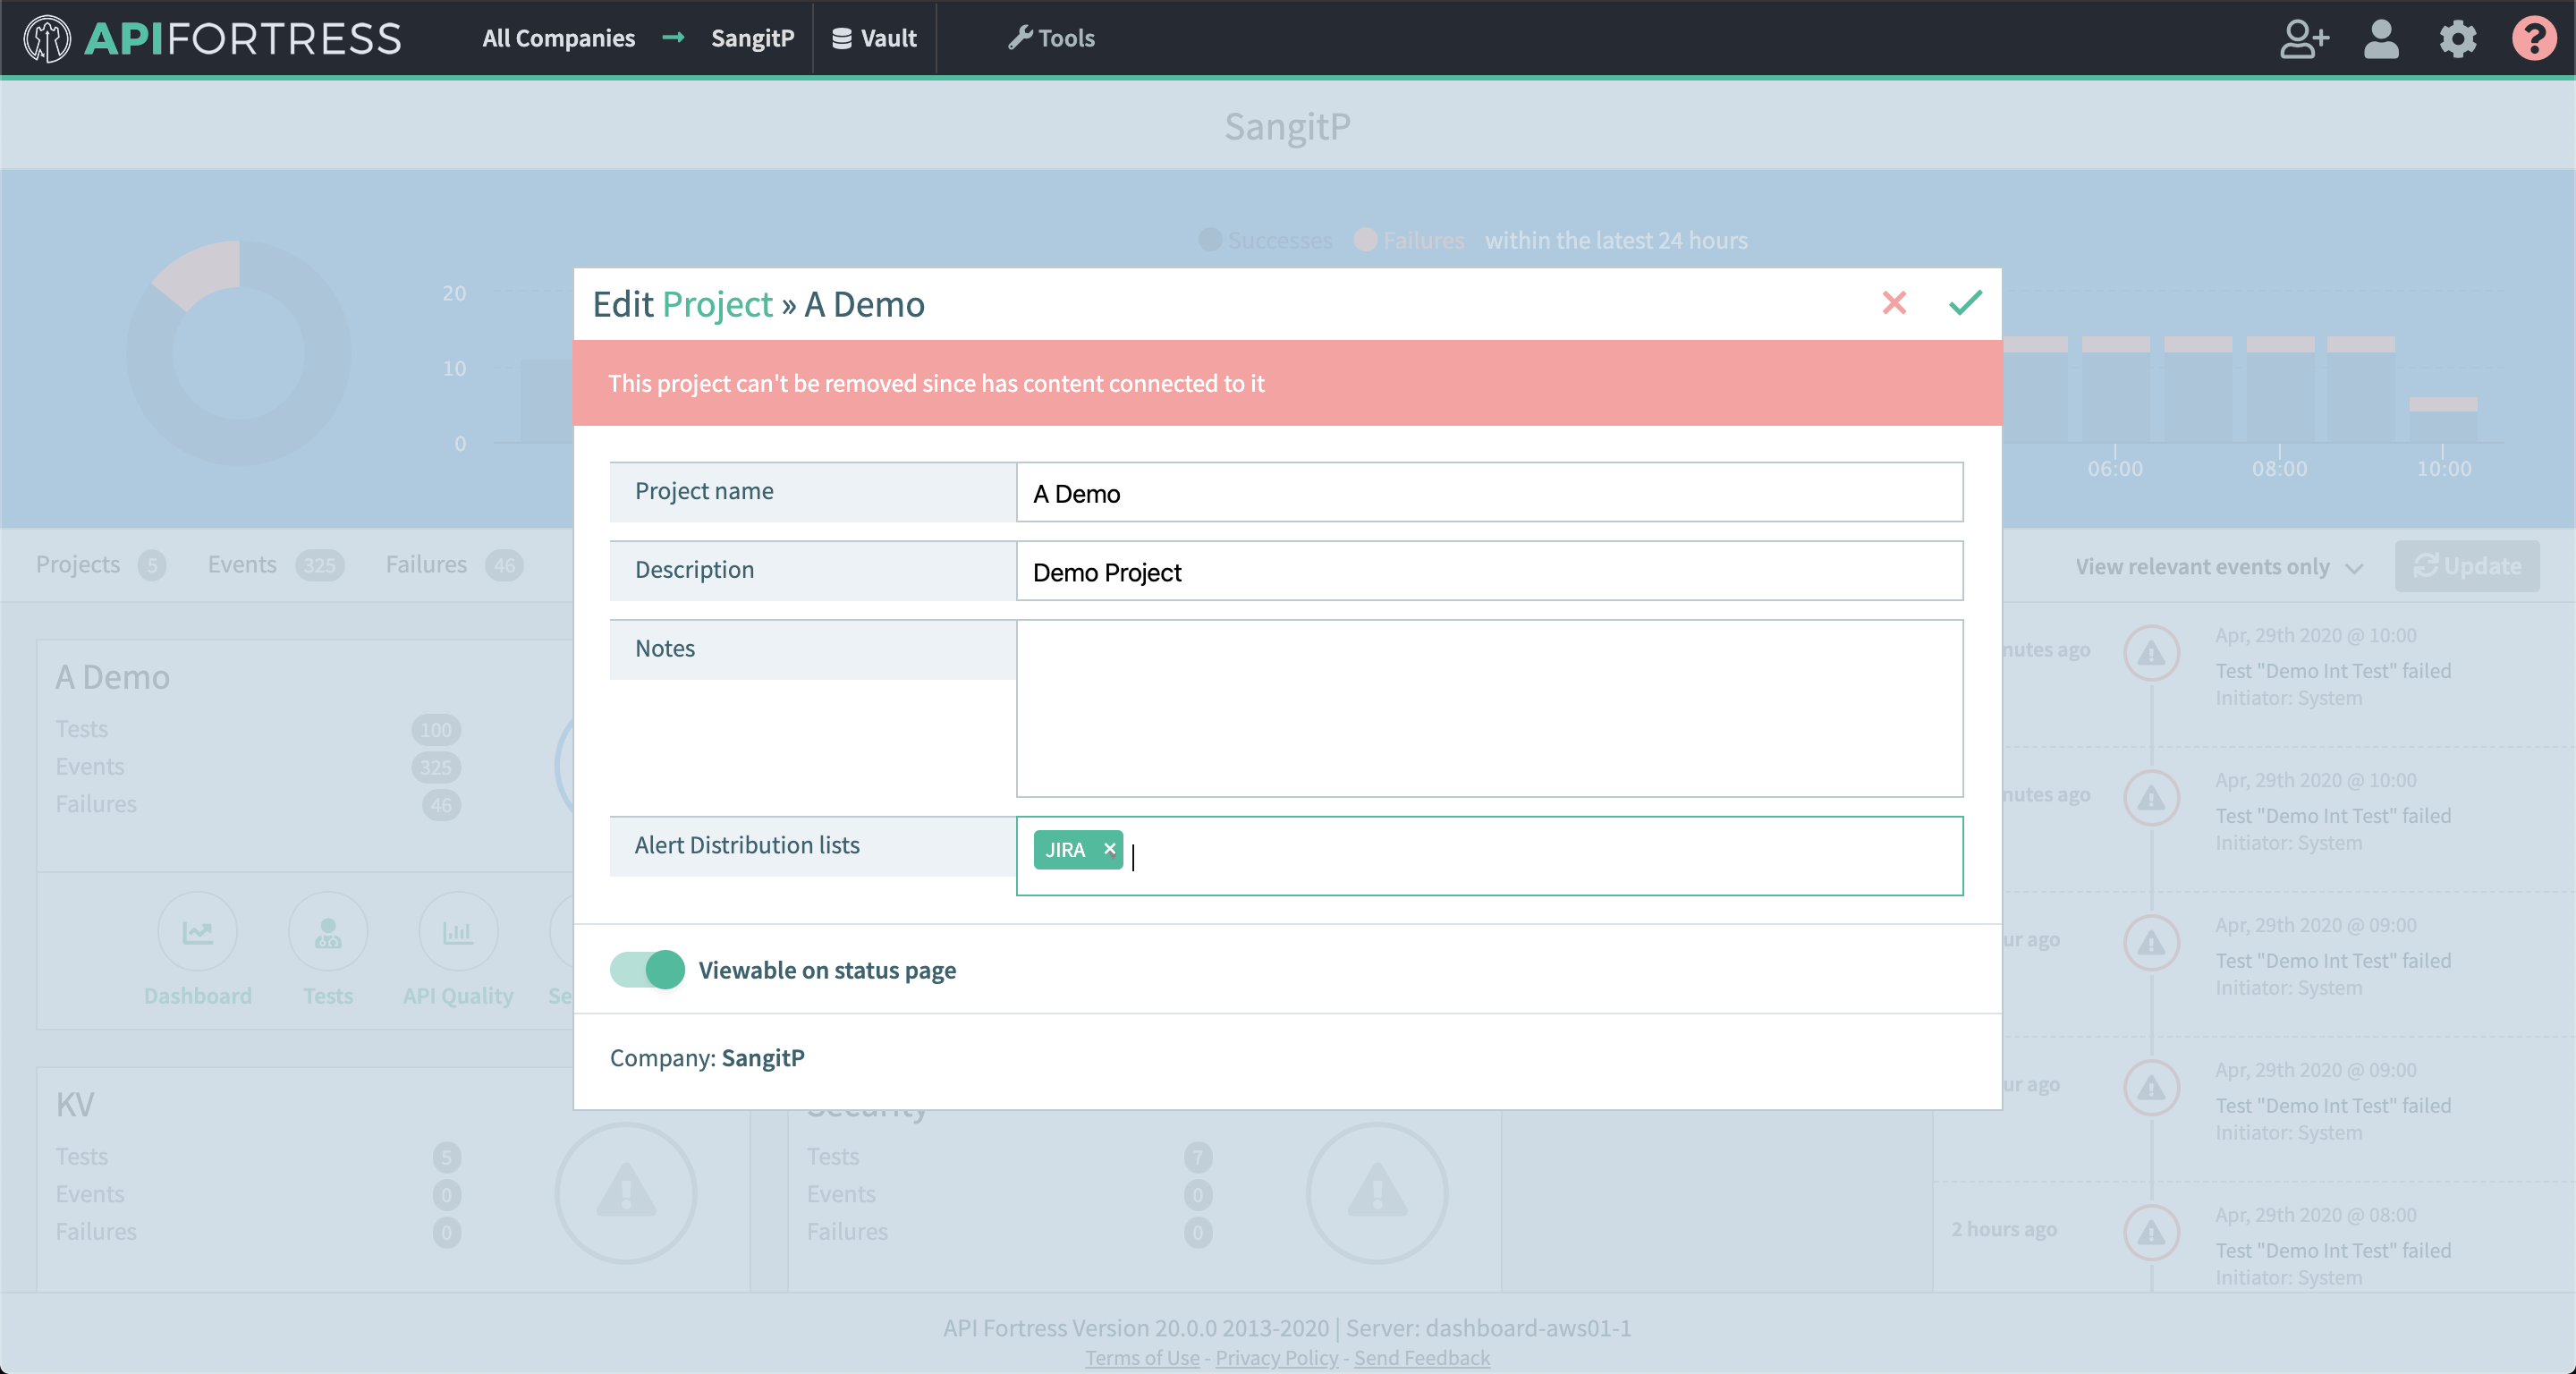 APIFORTRESS All Companies → SangitP Vault Tools
SangitP
Successes Failures within the latest 24 hours
20
10
0
06:00 08:00 10:00
Edit Project » A Demo
This project can't be removed since has content connected to it
Project name A Demo
Description Demo Project
Notes
Alert Distribution lists JIRA ×
Viewable on status page
Company: SangitP
Projects 5 Events 325 Failures 46
View relevant events only Update
A Demo
Tests 100
Events 325
Failures 46
Dashboard Tests API Quality Se
KV
Tests 5
Events 0
Failures 0
Security
Tests 7
Events 0
Failures 0
nutes ago
Apr, 29th 2020 @ 10:00
Test "Demo Int Test" failed
Initiator: System
nutes ago
Apr, 29th 2020 @ 10:00
Test "Demo Int Test" failed
Initiator: System
ur ago
Apr, 29th 2020 @ 09:00
Test "Demo Int Test" failed
Initiator: System
ur ago
Apr, 29th 2020 @ 09:00
Test "Demo Int Test" failed
Initiator: System
2 hours ago
Apr, 29th 2020 @ 08:00
Test "Demo Int Test" failed
Initiator: System
API Fortress Version 20.0.0 2013-2020 | Server: dashboard-aws01-1
Terms of Use - Privacy Policy - Send Feedback